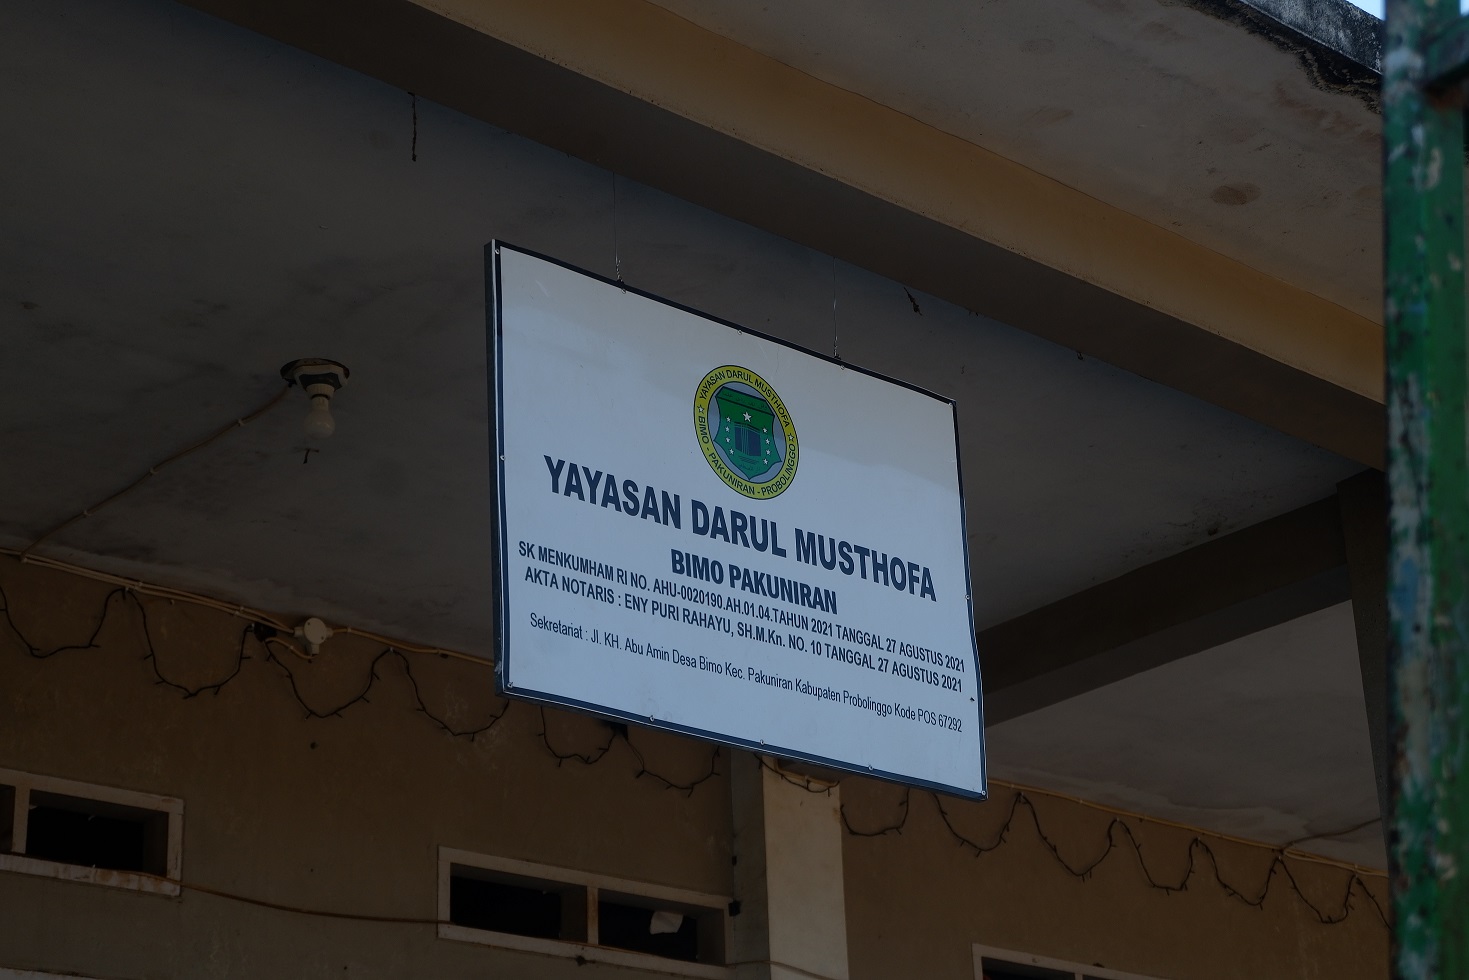 YAYASAN DARUL MUSTHOFA
BIMO - PAKUNIRAN - PROBOLINGGO
YAYASAN DARUL MUSTHOFA
BIMO PAKUNIRAN
SK MENKUMHAM RI NO. AHU-0020190.AH.01.04.TAHUN 2021 TANGGAL 27 AGUSTUS 2021
AKTA NOTARIS : ENY PURI RAHAYU, SH.M.Kn. NO. 10 TANGGAL 27 AGUSTUS 2021
Sekretariat : Jl. KH. Abu Amin Desa Bimo Kec. Pakuniran Kabupaten Probolinggo Kode POS 67292